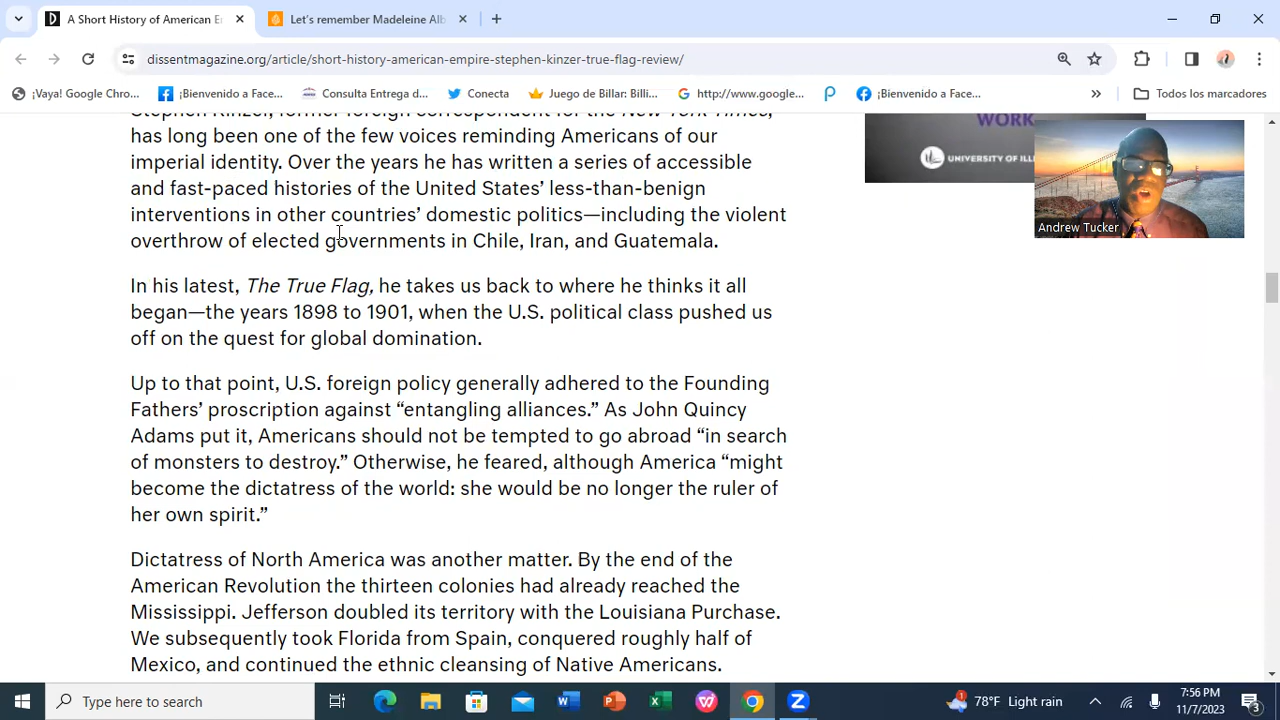 A Short History of American E
Let's remember Madeleine Alb
dissentmagazine.org/article/short-history-american-empire-stephen-kinzer-true-flag-review/
¡Vaya! Google Chro...
¡Bienvenido a Face...
Consulta Entrega d...
Conecta
Juego de Billar: Billi...
http://www.google...
¡Bienvenido a Face...
»
Todos los marcadores
Stephen Kinzer, former foreign correspondent for the New York Times,
has long been one of the few voices reminding Americans of our
imperial identity. Over the years he has written a series of accessible
and fast-paced histories of the United States’ less-than-benign
interventions in other countries’ domestic politics—including the violent
overthrow of elected governments in Chile, Iran, and Guatemala.
In his latest, The True Flag, he takes us back to where he thinks it all
began—the years 1898 to 1901, when the U.S. political class pushed us
off on the quest for global domination.
Up to that point, U.S. foreign policy generally adhered to the Founding
Fathers’ proscription against “entangling alliances.” As John Quincy
Adams put it, Americans should not be tempted to go abroad “in search
of monsters to destroy.” Otherwise, he feared, although America “might
become the dictatress of the world: she would be no longer the ruler of
her own spirit.”
Dictatress of North America was another matter. By the end of the
American Revolution the thirteen colonies had already reached the
Mississippi. Jefferson doubled its territory with the Louisiana Purchase.
We subsequently took Florida from Spain, conquered roughly half of
Mexico, and continued the ethnic cleansing of Native Americans.
WORK
UNIVERSITY OF ILL
Andrew Tucker
Type here to search
1
78°F Light rain
7:56 PM
11/7/2023
3